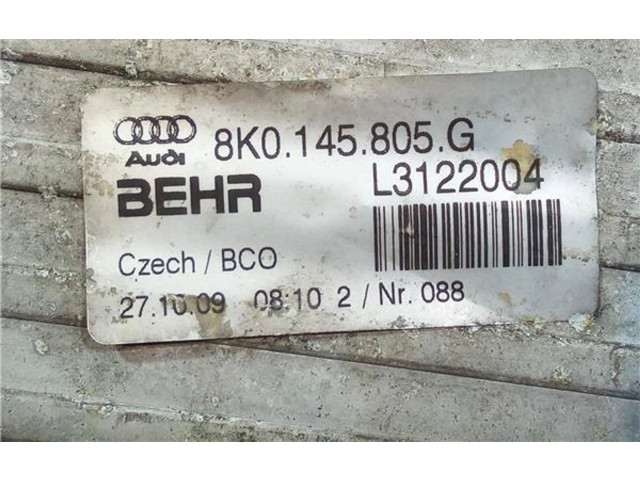 Audi 8K0.145.805.G
BEHR L3122004
Czech / BCO
27.10.09 08:10 2 / Nr. 088